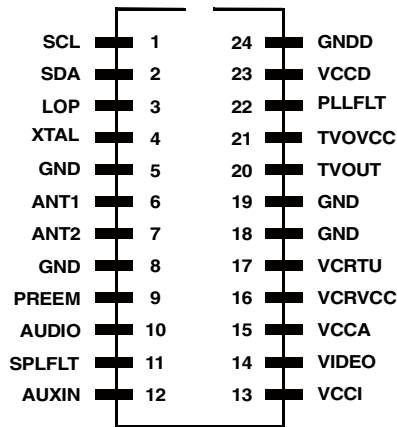 SCL 1 24 GNDD
SDA 2 23 VCCD
LOP 3 22 PLLFLT
XTAL 4 21 TVOVCC
GND 5 20 TVOUT
ANT1 6 19 GND
ANT2 7 18 GND
GND 8 17 VCRTU
PREEM 9 16 VCRVCC
AUDIO 10 15 VCCA
SPLFLT 11 14 VIDEO
AUXIN 12 13 VCCI